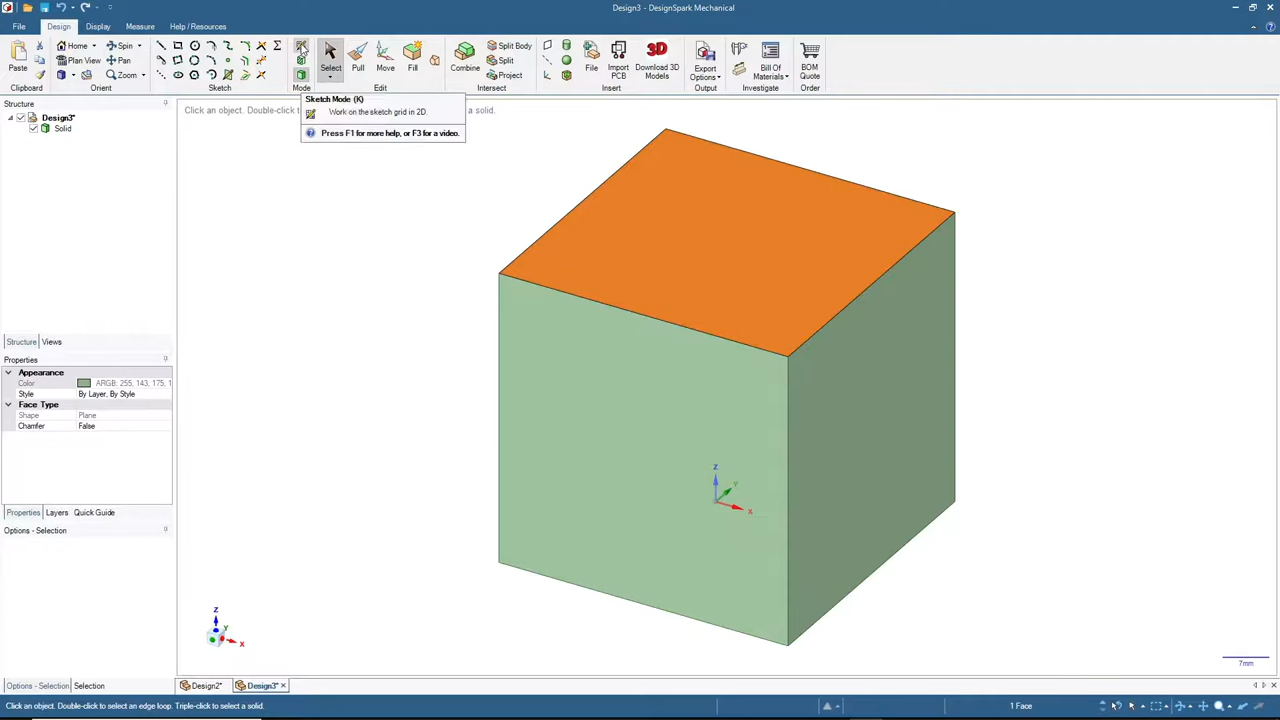 Design3 - DesignSpark Mechanical
File Design Display Measure Help / Resources
Paste
Home Spin
Plan View Pan
Zoom
Select Pull Move Fill
Combine
Split Body
Split
Project
File Import PCB Download 3D Models
3D
Export Options
Bill Of Materials
BOM Quote
Clipboard Orient Sketch Mode Edit Intersect Insert Output Investigate Order
Structure
Click an object. Double-click t
a solid.
Sketch Mode (K)
Work on the sketch grid in 2D.
Press F1 for more help, or F3 for a video.
Design3*
Solid
Structure Views
Properties
Appearance
Color ARGB: 255, 143, 175, 1
Style By Layer, By Style
Face Type
Shape Plane
Chamfer False
Properties Layers Quick Guide
Options - Selection
Z
Y
X
Z
Y
X
7mm
Options - Selection Selection
Design2* Design3*
Click an object. Double-click to select an edge loop. Triple-click to select a solid.
1 Face